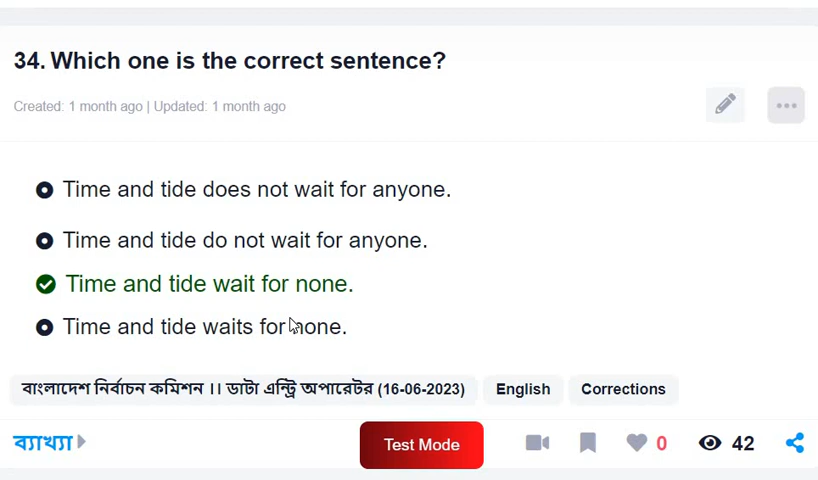 34. Which one is the correct sentence?
Created: 1 month ago | Updated: 1 month ago
Time and tide does not wait for anyone.
Time and tide do not wait for anyone.
Time and tide wait for none.
Time and tide waits for none.
বাংলাদেশ নির্বাচন কমিশন ।। ডাটা এন্ট্রি অপারেটর (16-06-2023) English Corrections
ব্যাখ্যা Test Mode 0 42